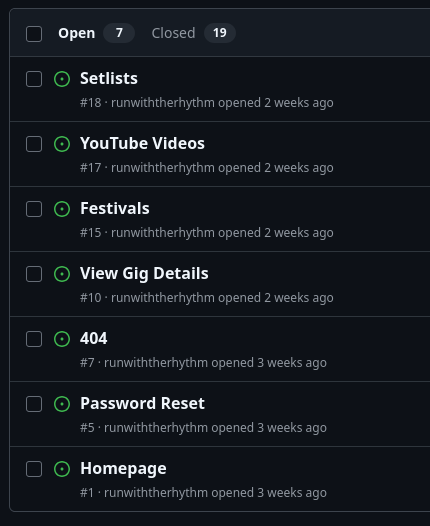 Open 7 Closed 19
Setlists
#18 · runwiththerhythm opened 2 weeks ago
YouTube Videos
#17 · runwiththerhythm opened 2 weeks ago
Festivals
#15 · runwiththerhythm opened 2 weeks ago
View Gig Details
#10 · runwiththerhythm opened 2 weeks ago
404
#7 · runwiththerhythm opened 3 weeks ago
Password Reset
#5 · runwiththerhythm opened 3 weeks ago
Homepage
#1 · runwiththerhythm opened 3 weeks ago